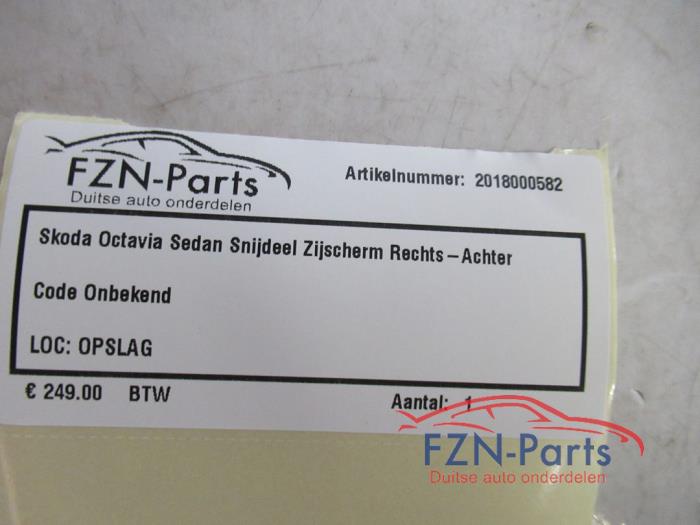 FZN-Parts
Duitse auto onderdelen
Artikelnummer: 2018000582
Skoda Octavia Sedan Snijdeel Zijscherm Rechts-Achter
Code Onbekend
LOC: OPSLAG
€ 249.00 BTW
Aantal: 1
FZN-Parts
Duitse auto onderdelen